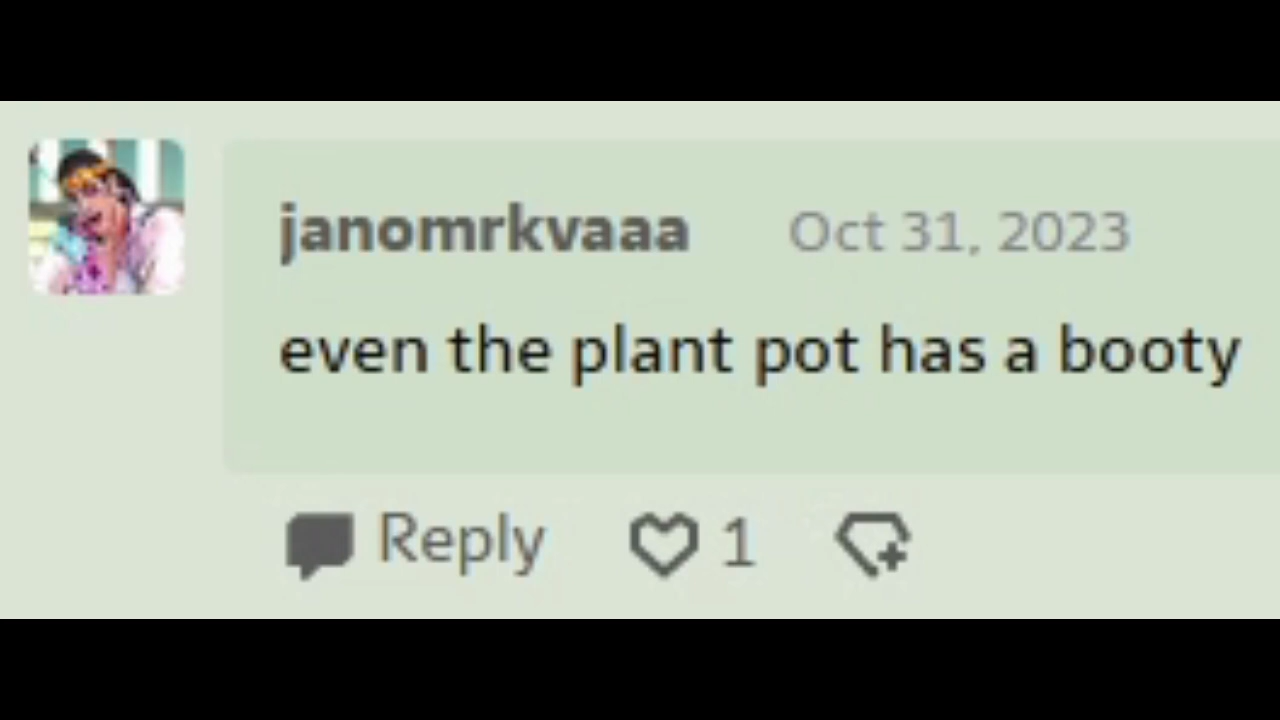 janomrkvaaa Oct 31, 2023
even the plant pot has a booty
Reply 1